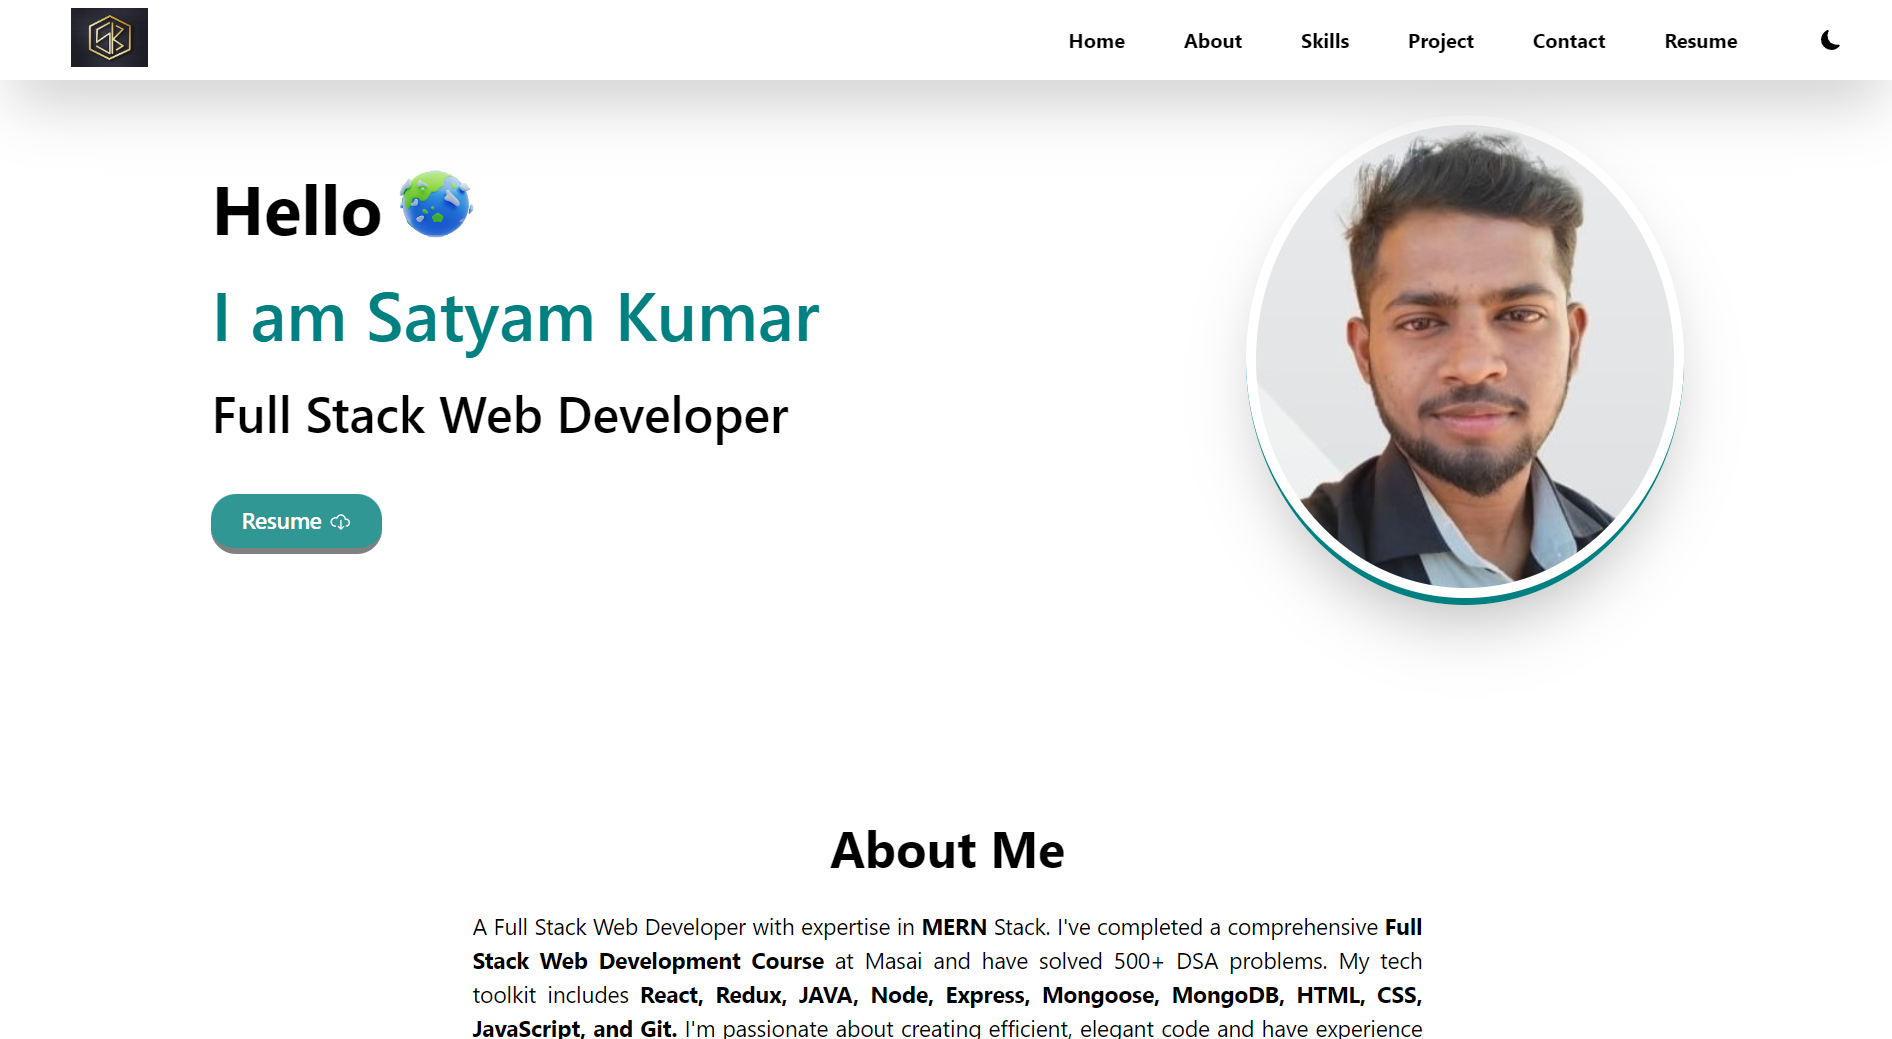 Home About Skills Project Contact Resume
Hello
I am Satyam Kumar
Full Stack Web Developer
Resume
About Me
A Full Stack Web Developer with expertise in MERN Stack. I've completed a comprehensive Full
Stack Web Development Course at Masai and have solved 500+ DSA problems. My tech
toolkit includes React, Redux, JAVA, Node, Express, Mongoose, MongoDB, HTML, CSS,
JavaScript, and Git. I'm passionate about creating efficient, elegant code and have experience